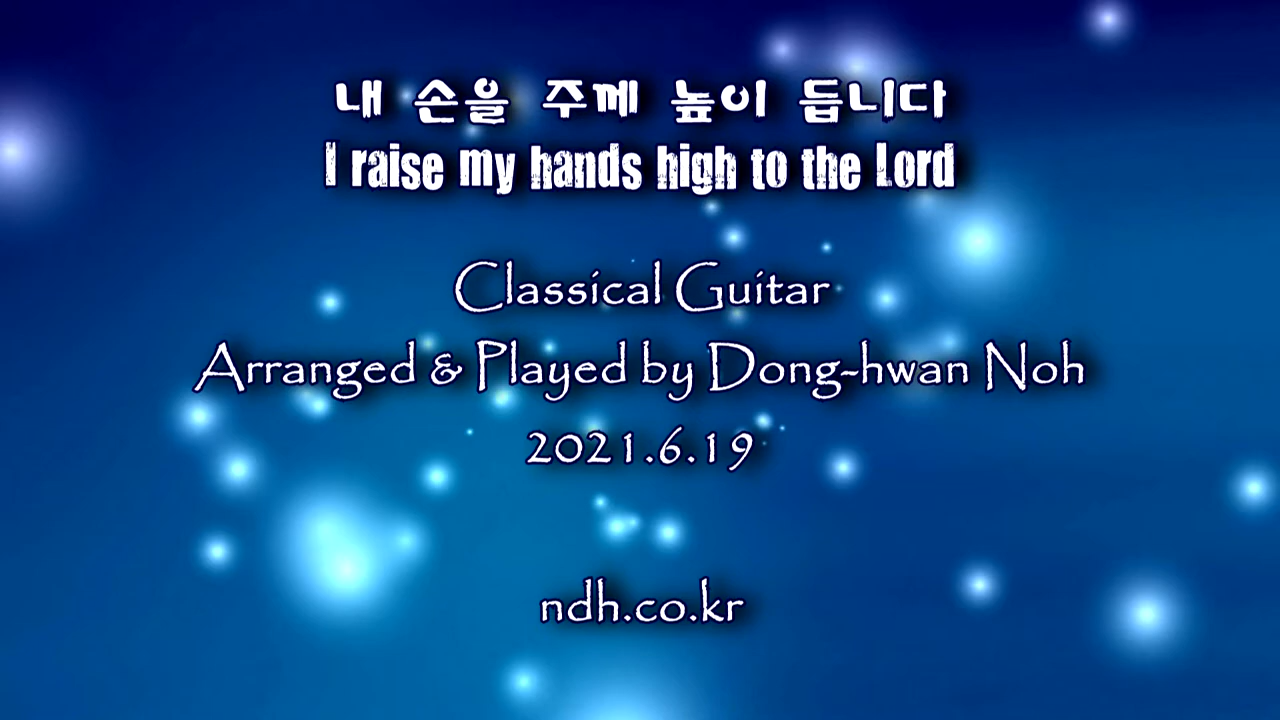 내 손을 주께 높이 듭니다
I raise my hands high to the Lord
Classical Guitar
Arranged & Played by Dong-hwan Noh
2021.6.19
ndh.co.kr